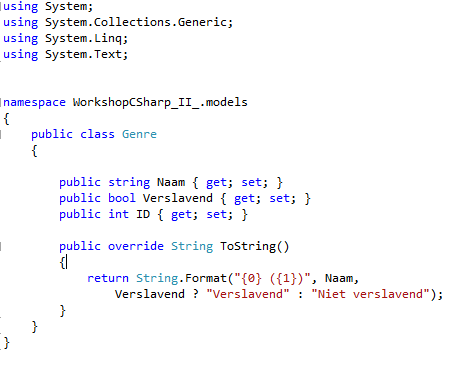 using System;
using System.Collections.Generic;
using System.Linq;
using System.Text;
namespace WorkshopCSharp_II_.models
{
public class Genre
{
public string Naam { get; set; }
public bool Verslavend { get; set; }
public int ID { get; set; }
public override String ToString()
{
return String.Format("{0} ({1})", Naam,
Verslavend ? "Verslavend" : "Niet verslavend");
}
}
}